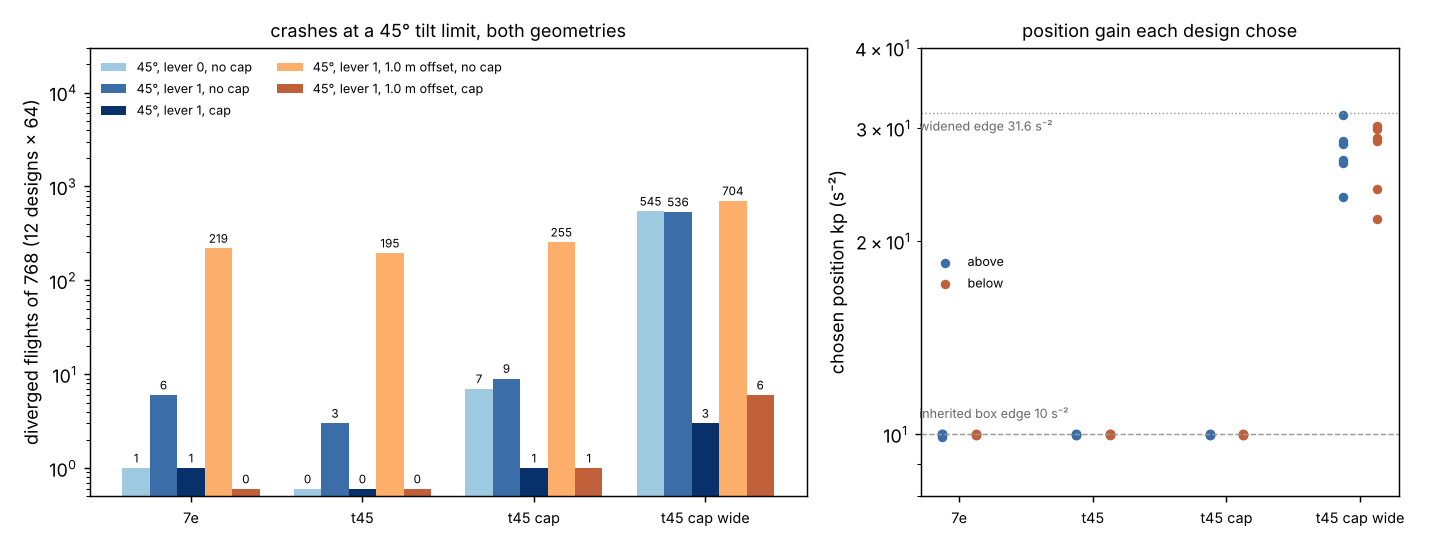 crashes at a 45° tilt limit, both geometries
diverged flights of 768 (12 designs × 64)
10⁴
10³
10²
10¹
10⁰
45°, lever 0, no cap
45°, lever 1, no cap
45°, lever 1, cap
45°, lever 1, 1.0 m offset, no cap
45°, lever 1, 1.0 m offset, cap
1
6
1
219
0
0
3
0
195
0
7
9
1
255
1
545
536
3
704
6
7e
t45
t45 cap
t45 cap wide
position gain each design chose
chosen position kp (s⁻²)
4 × 10¹
3 × 10¹
2 × 10¹
10¹
widened edge 31.6 s⁻²
above
below
inherited box edge 10 s⁻²
7e
t45
t45 cap
t45 cap wide